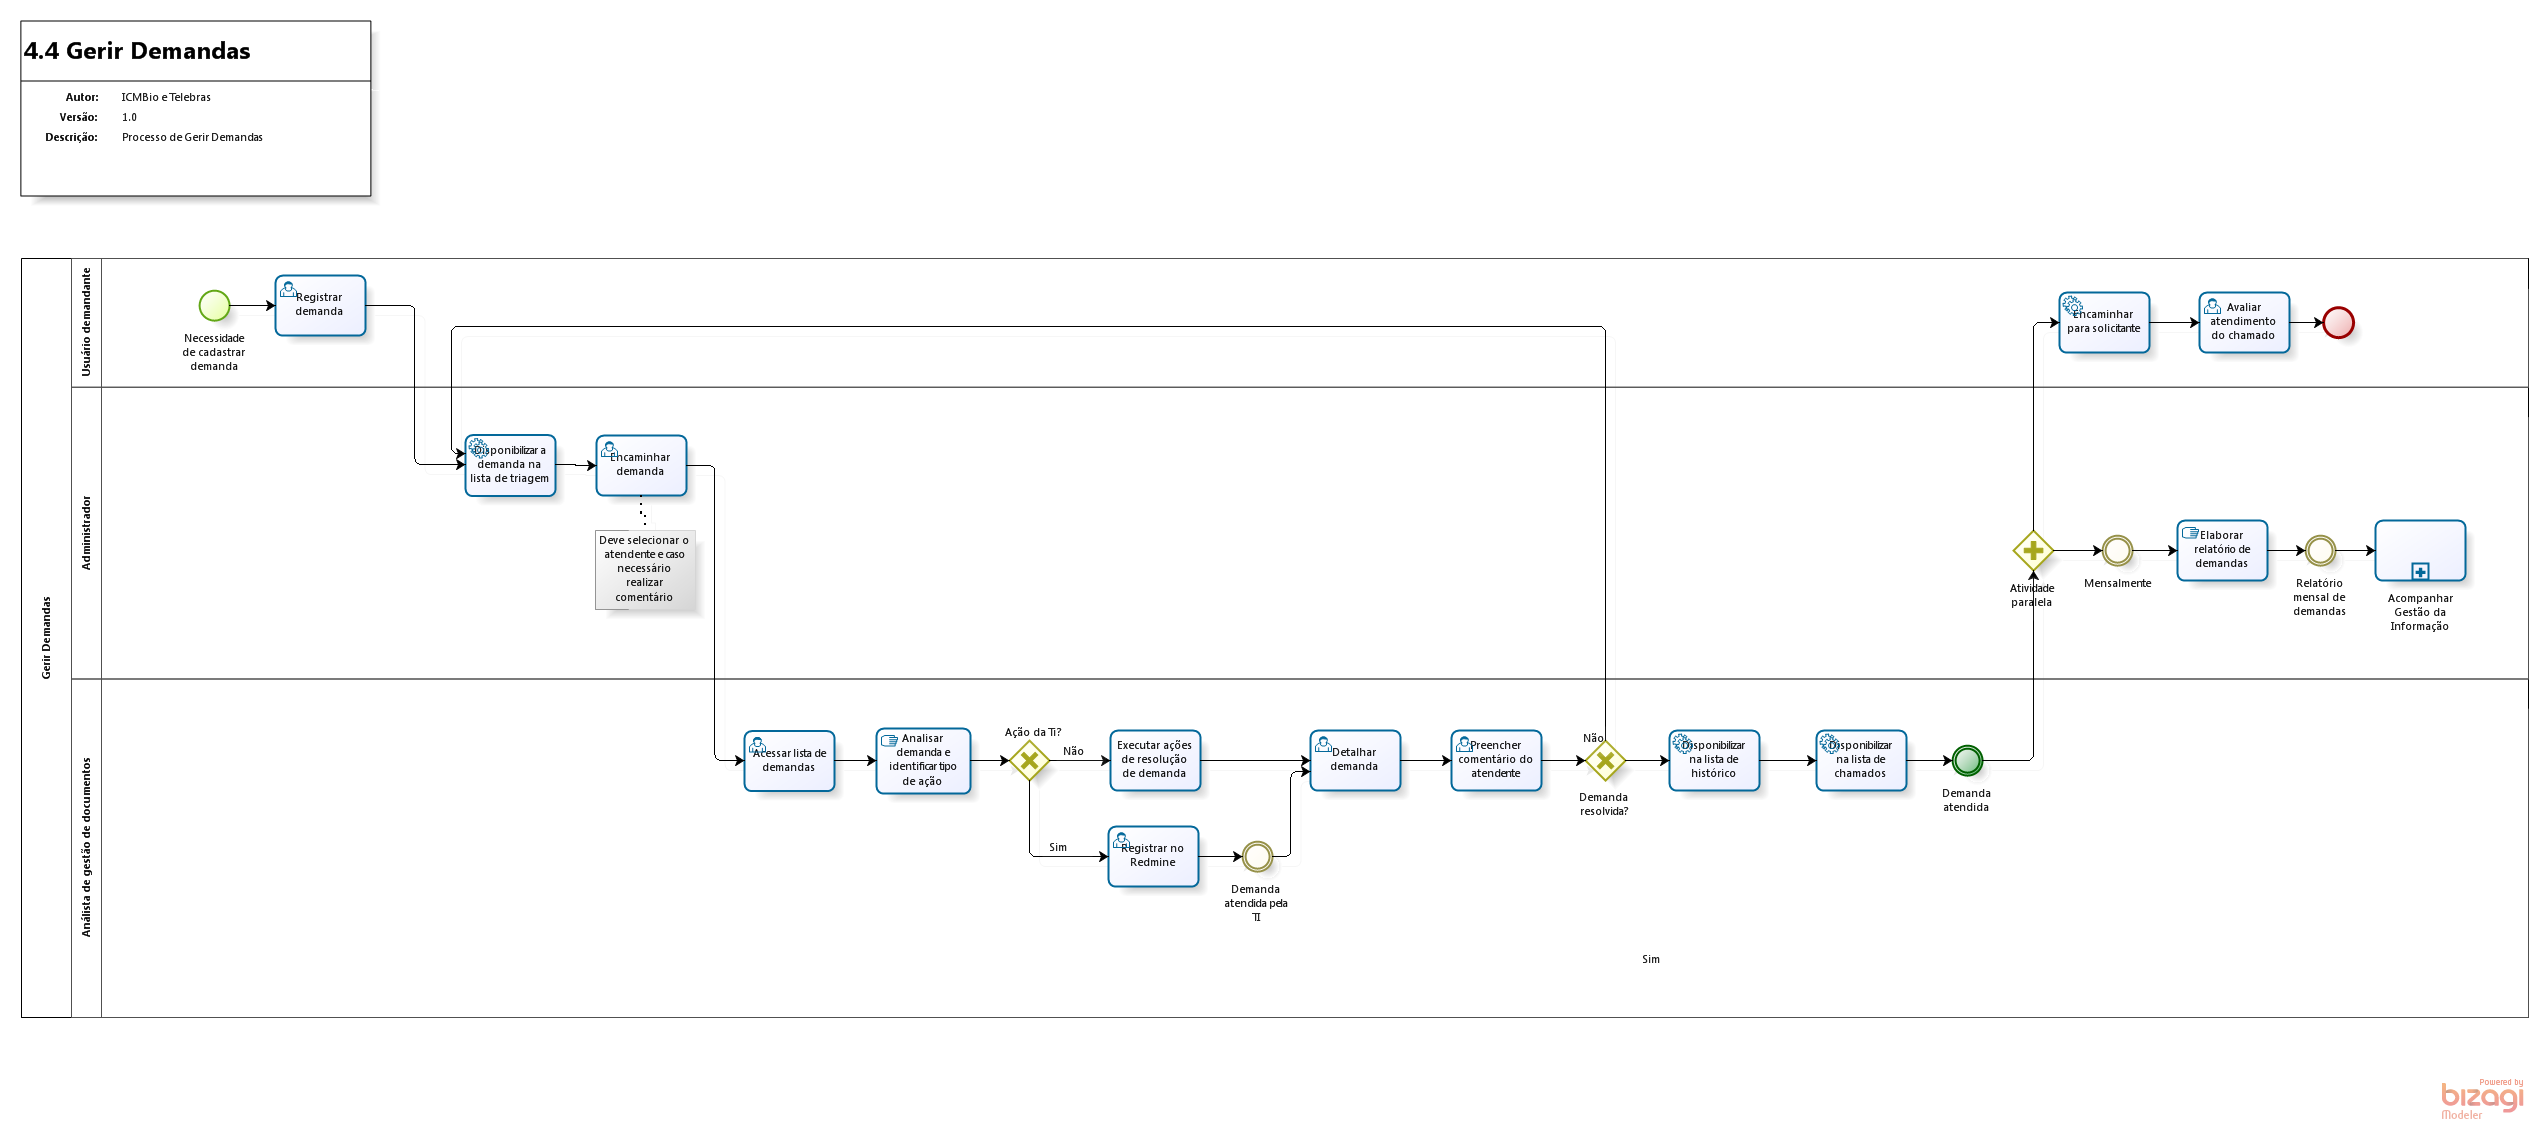 4.4 Gerir Demandas
Autor: ICMBio e Telebras
Versão: 1.0
Descrição: Processo de Gerir Demandas
Gerir Demandas
Usuário demandante
Necessidade
de cadastrar
demanda
Registrar
demanda
Encaminhar
para solicitante
Avaliar
atendimento
do chamado
Administrador
Disponibilizar a
demanda na
lista de triagem
Encaminhar
demanda
Deve selecionar o
atendente e caso
necessário
realizar
comentário
Atividade
paralela
Mensalmente
Elaborar
relatório de
demandas
Relatório
mensal de
demandas
Acompanhar
Gestão da
Informação
Análista de gestão de documentos
Acessar lista de
demandas
Analisar
demanda e
identificar tipo
de ação
Ação da Ti?
Não
Executar ações
de resolução
de demanda
Sim
Registrar no
Redmine
Demanda
atendida pela
TI
Detalhar
demanda
Preencher
comentário do
atendente
Não
Demanda
resolvida?
Disponibilizar
na lista de
histórico
Disponibilizar
na lista de
chamados
Demanda
atendida
Sim
Powered by
bizagi
Modeler